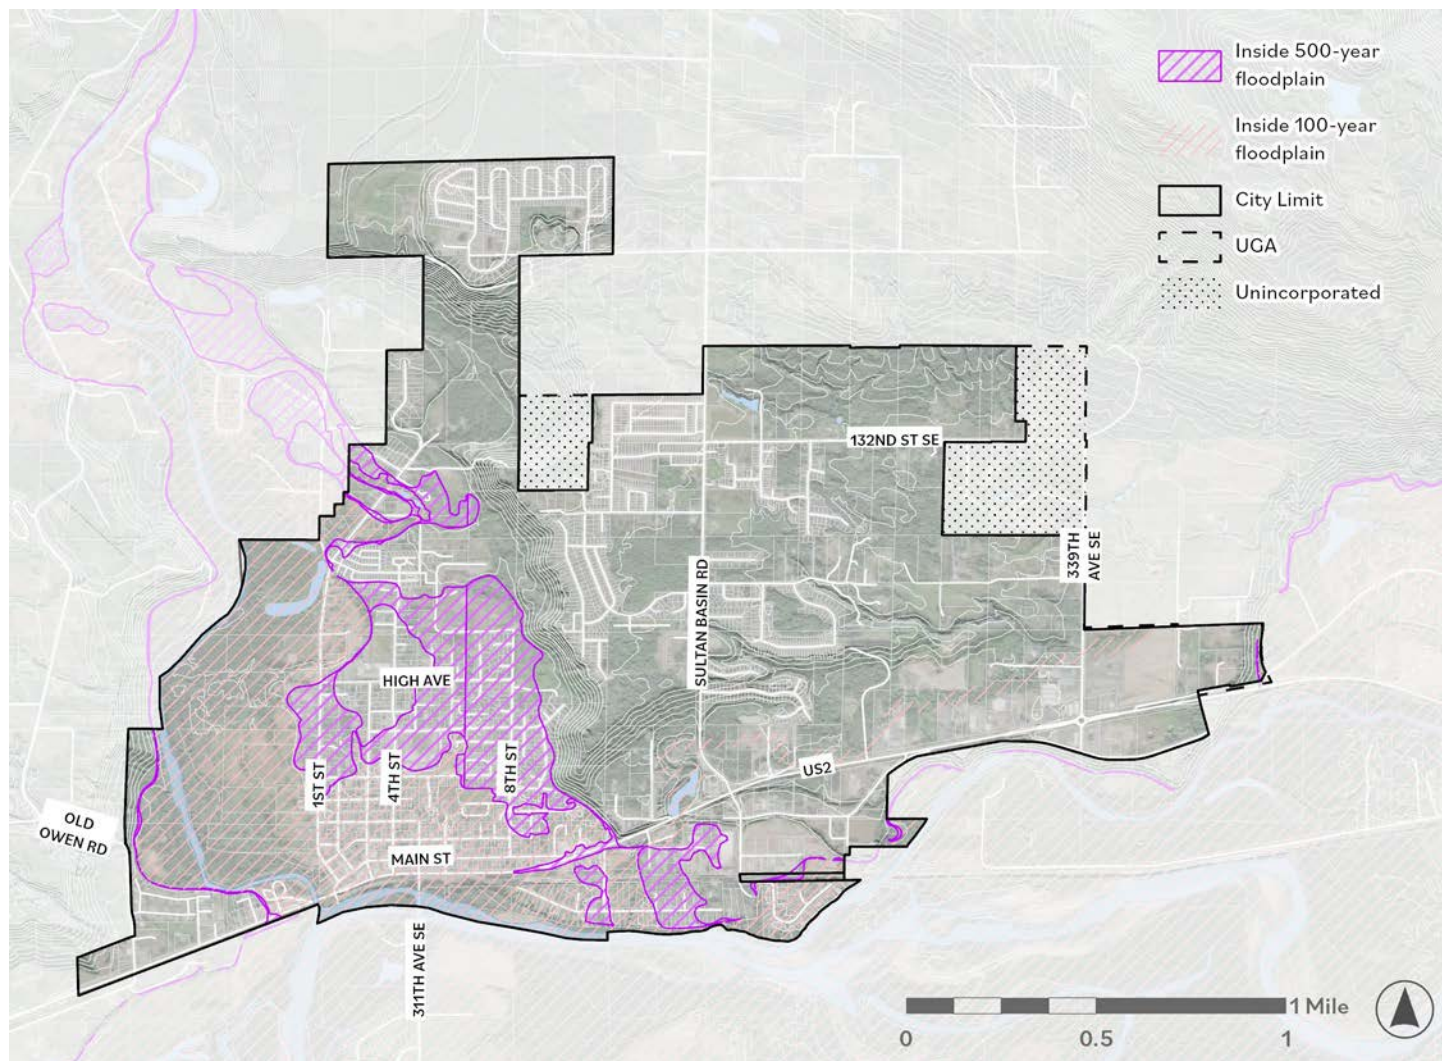 Inside 500-year
floodplain
Inside 100-year
floodplain
City Limit
UGA
Unincorporated
132ND ST SE
339TH
AVE SE
SULTAN BASIN RD
HIGH AVE
1ST ST
4TH ST
8TH ST
US2
OLD
OWEN RD
MAIN ST
311TH AVE SE
1 Mile
0
0.5
1